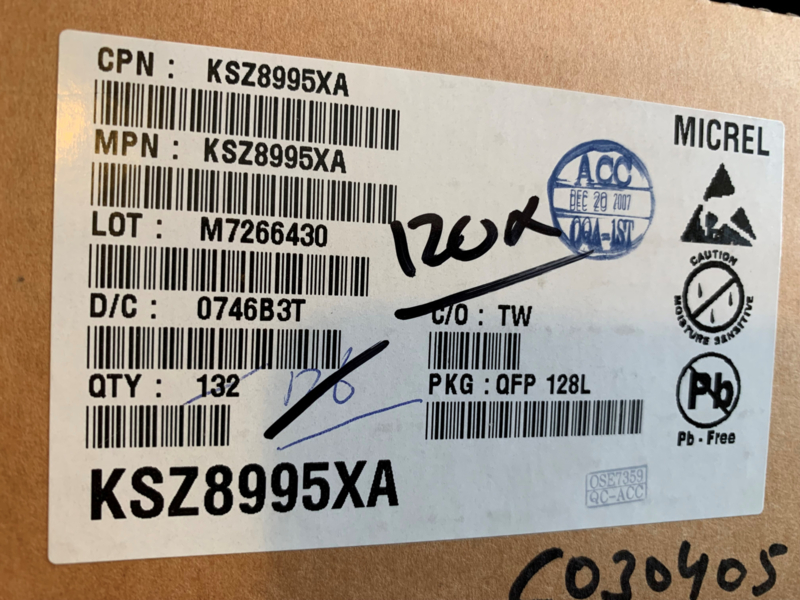 CPN : KSZ8995XA
MPN : KSZ8995XA
LOT : M7266430
D/C : 0746B3T
QTY : 132
126
120
C/O : TW
PKG : QFP 128L
KSZ8995XA
ACC
DEC 20 2007
OQA-1ST
MICREL
CAUTION
MOISTURE SENSITIVE
Pb
Pb - Free
OSE7359
QC-ACC
C030405